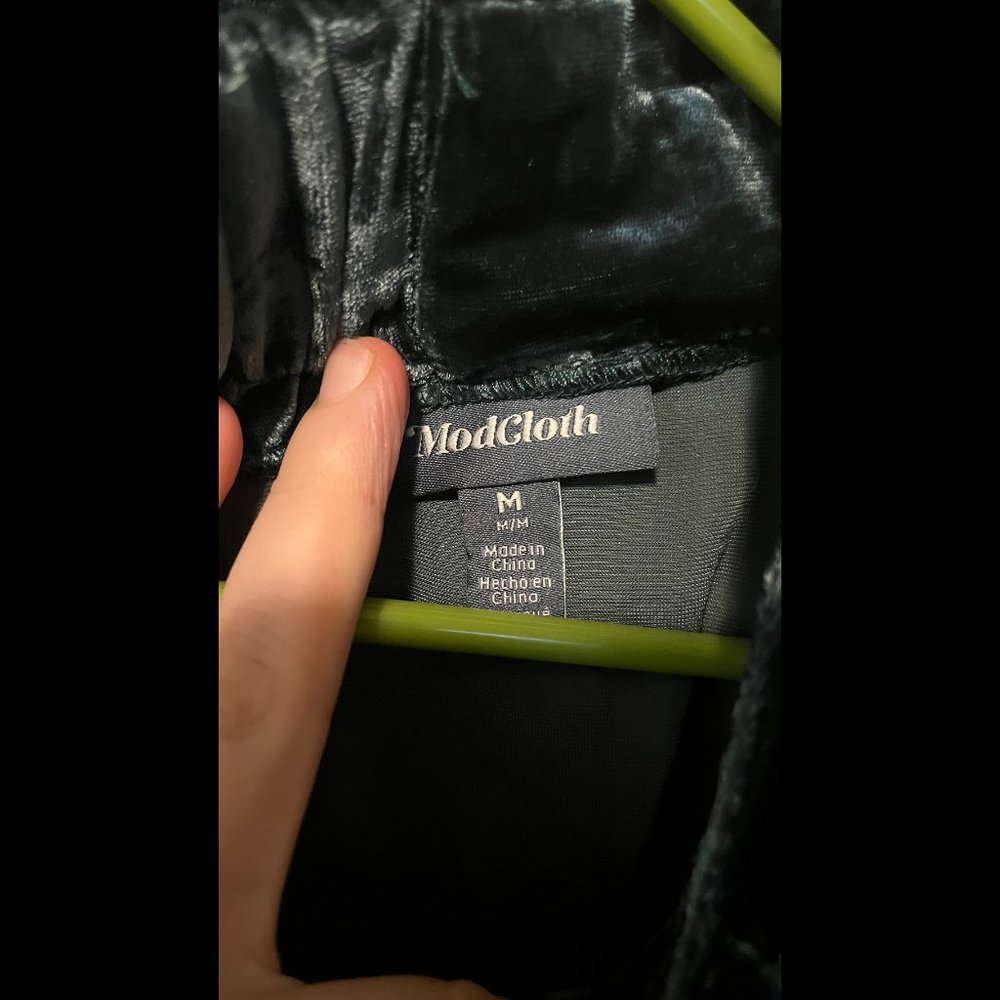 ModCloth
M
M/M
Made in
China
Hecho en
China